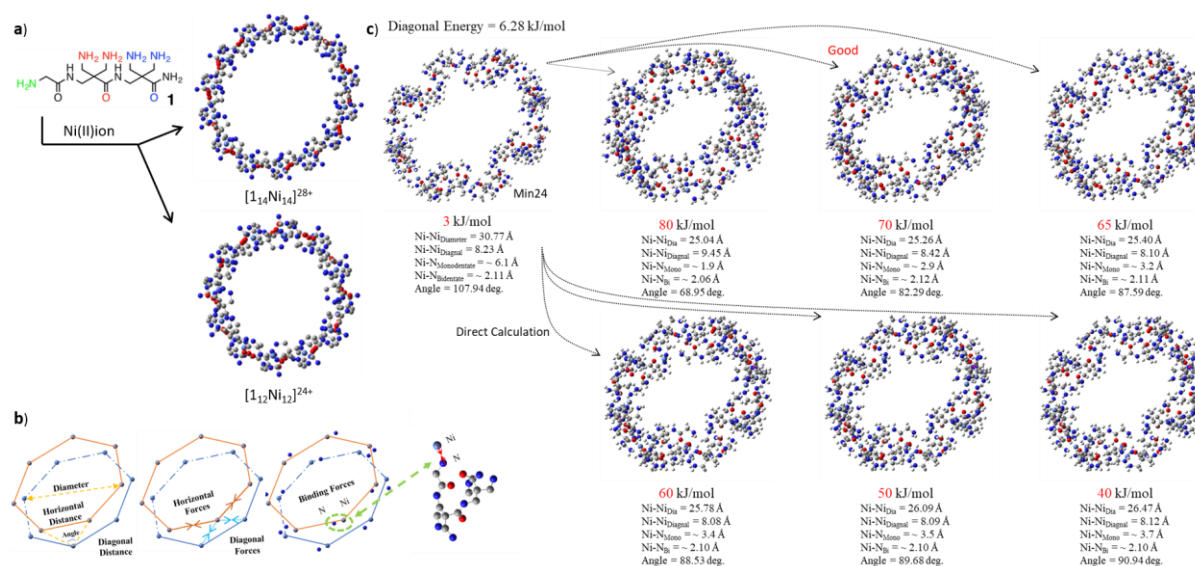 a)
NH2 NH2 NH2 NH2
H H
N N NH2
H2N
O O O 1
Ni(II)ion
[1₁₄Ni₁₄]²⁸⁺
[1₁₂Ni₁₂]²⁴⁺
b)
Diameter
Horizontal
Distance
Angle
Diagonal
Distance
Horizontal
Forces
Diagonal
Forces
Binding Forces
N Ni
Ni
N
c)
Diagonal Energy = 6.28 kJ/mol
Good
Min24
3 kJ/mol
Ni-Ni_Diameter = 30.77 Å
Ni-Ni_Diagnal = 8.23 Å
Ni-N_Monodentate = ~ 6.1 Å
Ni-N_Bidentate = ~ 2.11 Å
Angle = 107.94 deg.
80 kJ/mol
Ni-Ni_Dia = 25.04 Å
Ni-Ni_Diagnal = 9.45 Å
Ni-N_Mono = ~ 1.9 Å
Ni-N_Bi = ~ 2.06 Å
Angle = 68.95 deg.
70 kJ/mol
Ni-Ni_Dia = 25.26 Å
Ni-Ni_Diagnal = 8.42 Å
Ni-N_Mono = ~ 2.9 Å
Ni-N_Bi = ~ 2.12 Å
Angle = 82.29 deg.
65 kJ/mol
Ni-Ni_Dia = 25.40 Å
Ni-Ni_Diagnal = 8.10 Å
Ni-N_Mono = ~ 3.2 Å
Ni-N_Bi = ~ 2.11 Å
Angle = 87.59 deg.
Direct Calculation
60 kJ/mol
Ni-Ni_Dia = 25.78 Å
Ni-Ni_Diagnal = 8.08 Å
Ni-N_Mono = ~ 3.4 Å
Ni-N_Bi = ~ 2.10 Å
Angle = 88.53 deg.
50 kJ/mol
Ni-Ni_Dia = 26.09 Å
Ni-Ni_Diagnal = 8.09 Å
Ni-N_Mono = ~ 3.5 Å
Ni-N_Bi = ~ 2.10 Å
Angle = 89.68 deg.
40 kJ/mol
Ni-Ni_Dia = 26.47 Å
Ni-Ni_Diagnal = 8.12 Å
Ni-N_Mono = ~ 3.7 Å
Ni-N_Bi = ~ 2.10 Å
Angle = 90.94 deg.